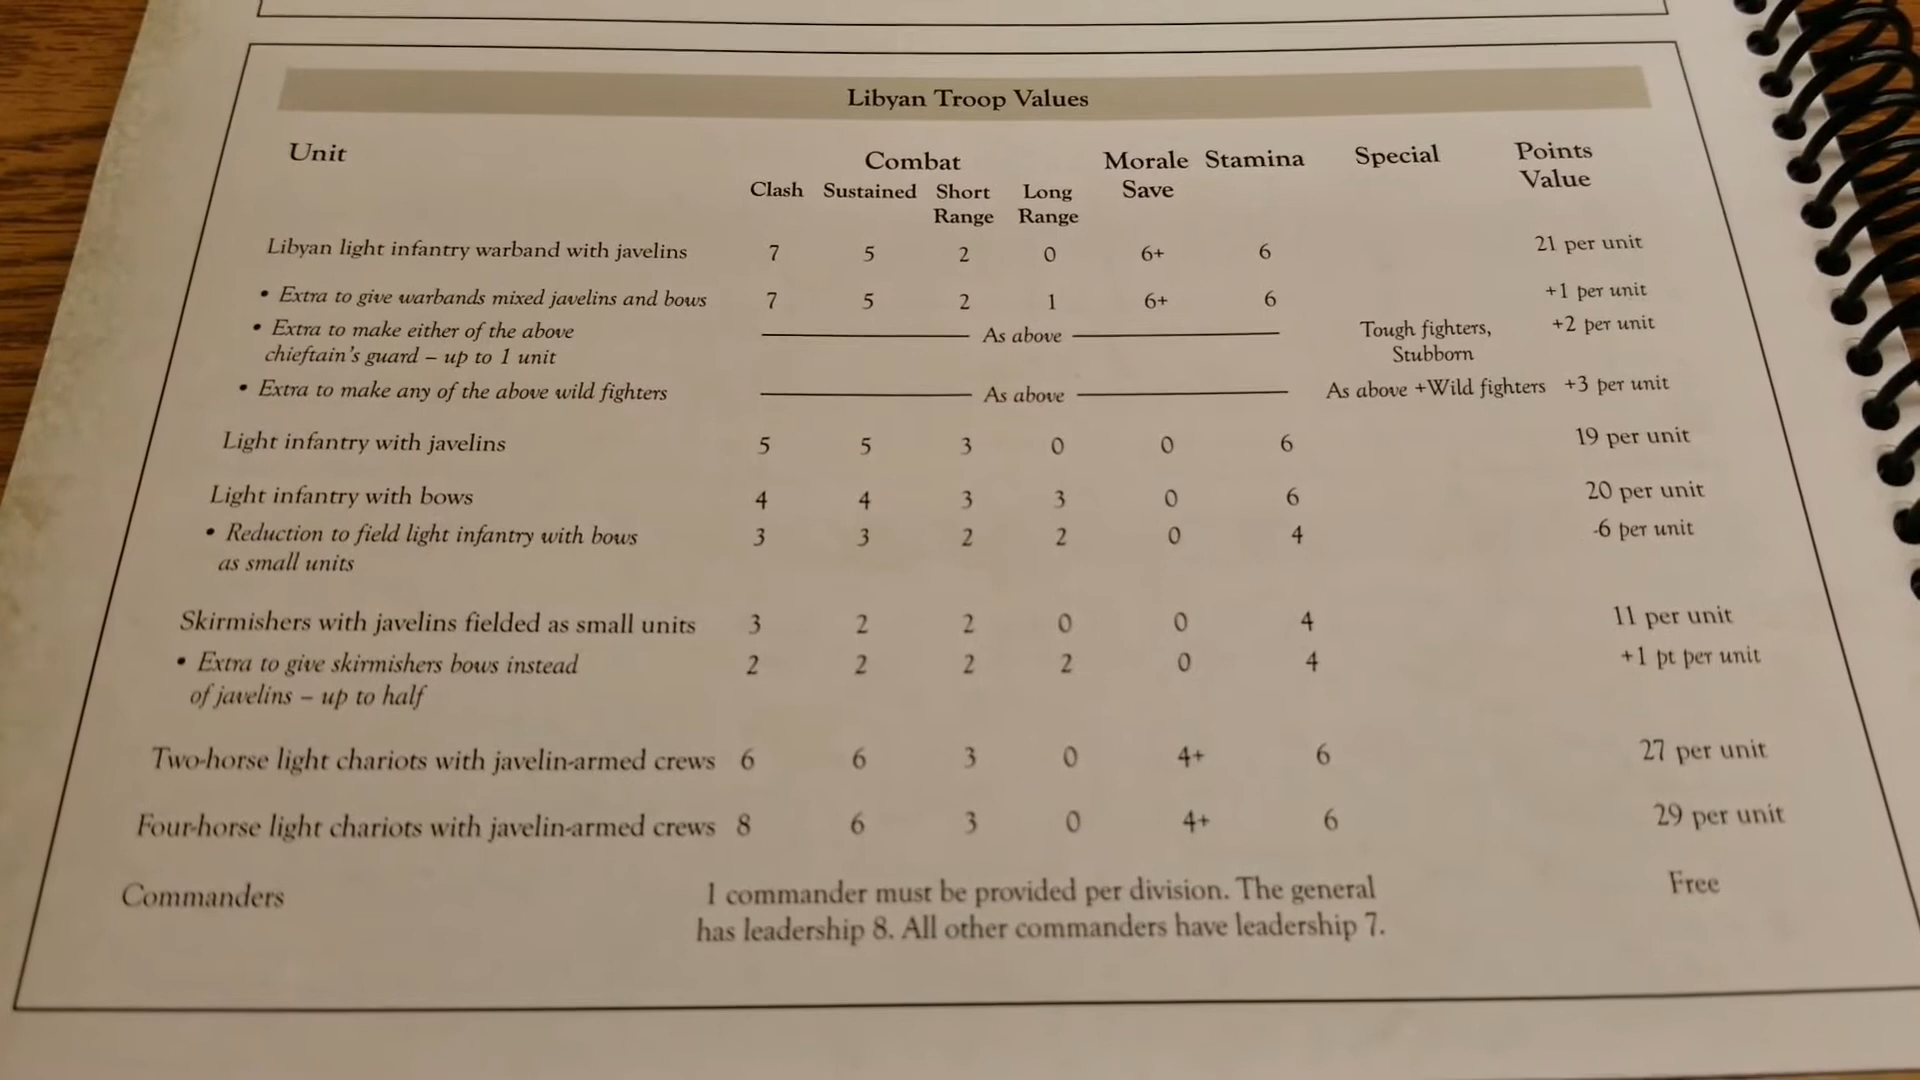 Libyan Troop Values
Unit Combat Morale Stamina Special Points
Clash Sustained Short Long Save Value
Range Range
Libyan light infantry warband with javelins 7 5 2 0 6+ 6 21 per unit
• Extra to give warbands mixed javelins and bows 7 5 2 1 6+ 6 +1 per unit
• Extra to make either of the above As above Tough fighters, +2 per unit
chieftain's guard – up to 1 unit Stubborn
• Extra to make any of the above wild fighters As above As above +Wild fighters +3 per unit
Light infantry with javelins 5 5 3 0 0 6 19 per unit
Light infantry with bows 4 4 3 3 0 6 20 per unit
• Reduction to field light infantry with bows 3 3 2 2 0 4 -6 per unit
as small units
Skirmishers with javelins fielded as small units 3 2 2 0 0 4 11 per unit
• Extra to give skirmishers bows instead 2 2 2 2 0 4 +1 pt per unit
of javelins – up to half
Two-horse light chariots with javelin-armed crews 6 6 3 0 4+ 6 27 per unit
Four-horse light chariots with javelin-armed crews 8 6 3 0 4+ 6 29 per unit
Commanders 1 commander must be provided per division. The general Free
has leadership 8. All other commanders have leadership 7.